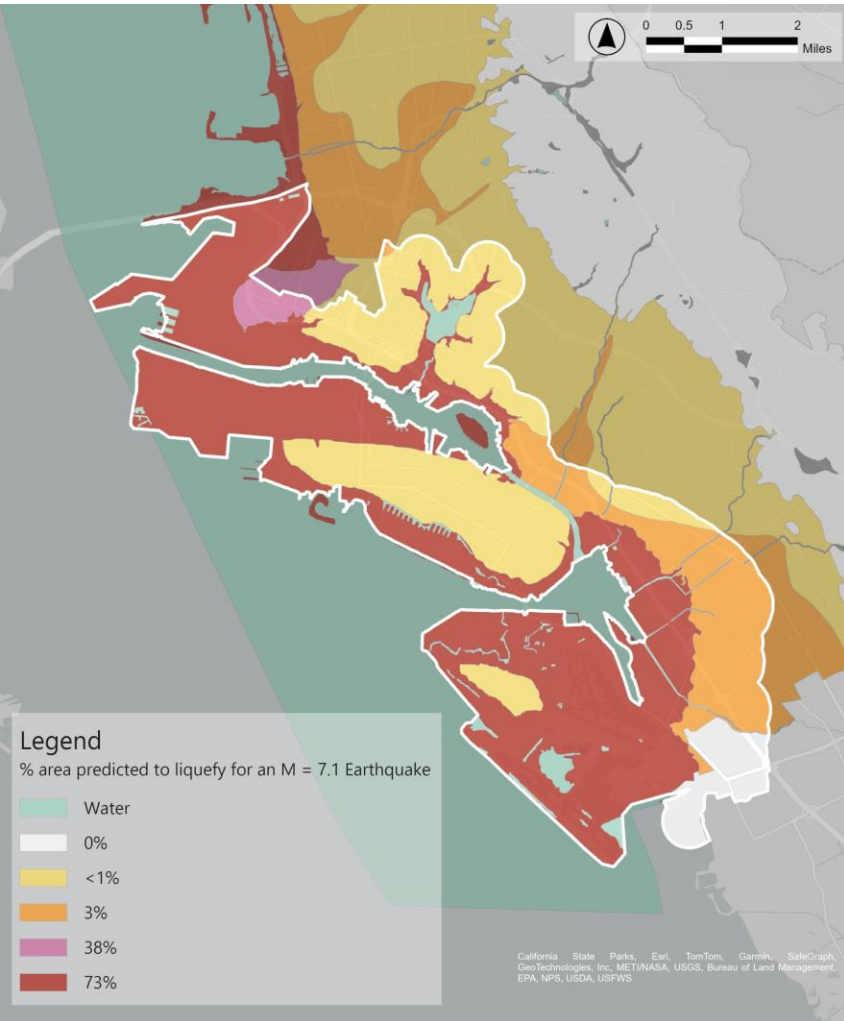 0 0.5 1 2
Miles
Legend
% area predicted to liquefy for an M = 7.1 Earthquake
Water
0%
<1%
3%
38%
73%
California State Parks, Esri, TomTom, Garmin, SafeGraph,
GeoTechnologies, Inc, METI/NASA, USGS, Bureau of Land Management,
EPA, NPS, USDA, USFWS